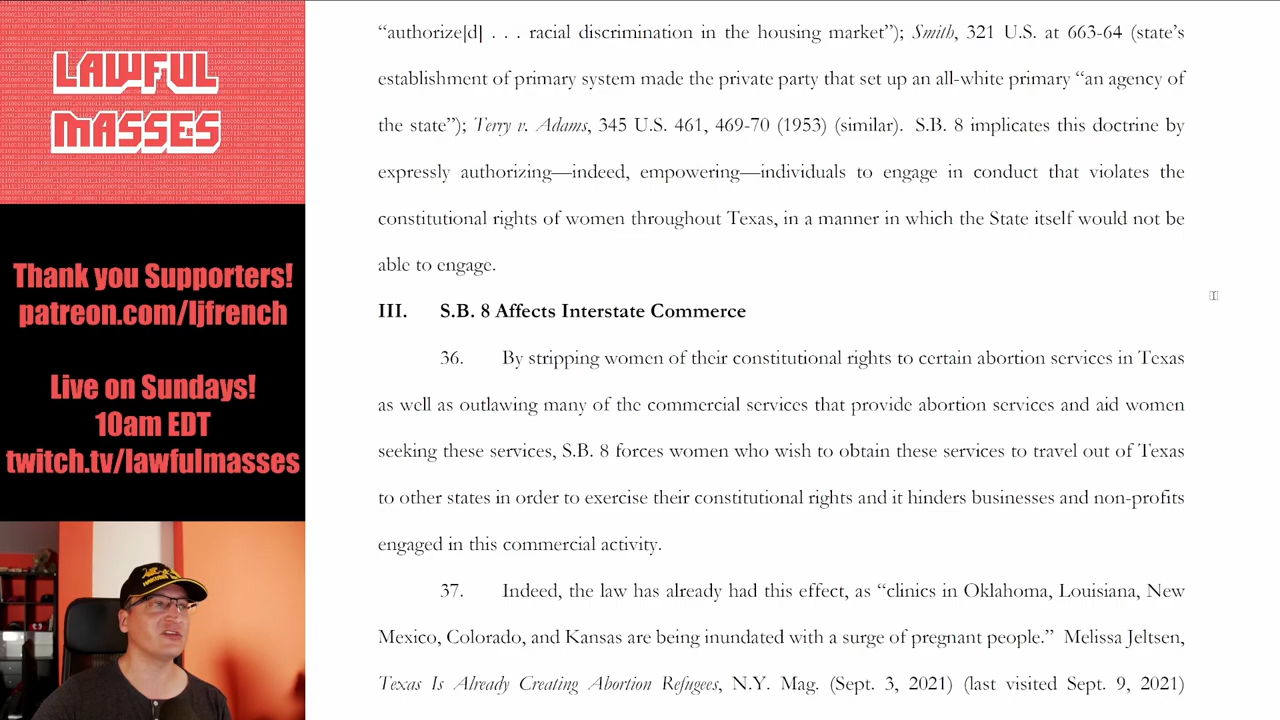 LAWFUL
MASSES
Thank you Supporters!
patreon.com/ljfrench
Live on Sundays!
10am EDT
twitch.tv/lawfulmasses
“authorize[d] . . . racial discrimination in the housing market”); Smith, 321 U.S. at 663-64 (state’s
establishment of primary system made the private party that set up an all-white primary “an agency of
the state”); Terry v. Adams, 345 U.S. 461, 469-70 (1953) (similar). S.B. 8 implicates this doctrine by
expressly authorizing—indeed, empowering—individuals to engage in conduct that violates the
constitutional rights of women throughout Texas, in a manner in which the State itself would not be
able to engage.
III. S.B. 8 Affects Interstate Commerce
36. By stripping women of their constitutional rights to certain abortion services in Texas
as well as outlawing many of the commercial services that provide abortion services and aid women
seeking these services, S.B. 8 forces women who wish to obtain these services to travel out of Texas
to other states in order to exercise their constitutional rights and it hinders businesses and non-profits
engaged in this commercial activity.
37. Indeed, the law has already had this effect, as “clinics in Oklahoma, Louisiana, New
Mexico, Colorado, and Kansas are being inundated with a surge of pregnant people.” Melissa Jeltsen,
Texas Is Already Creating Abortion Refugees, N.Y. Mag. (Sept. 3, 2021) (last visited Sept. 9, 2021)